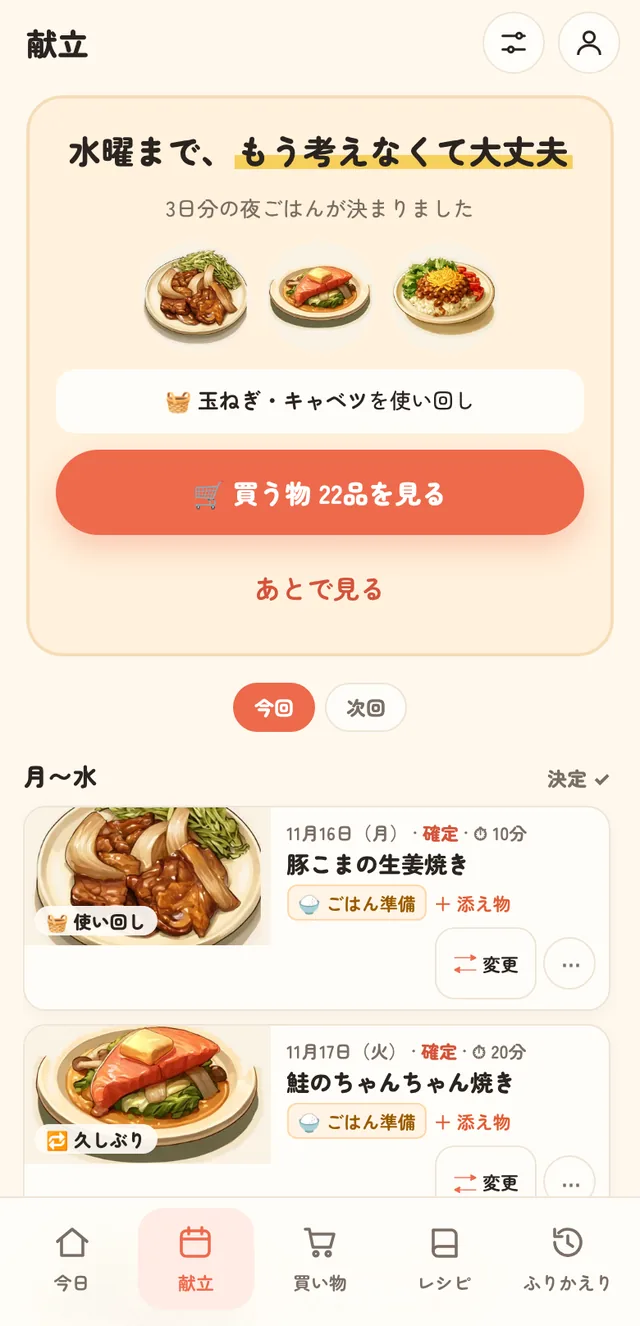 献立
水曜まで、もう考えなくて大丈夫
3日分の夜ごはんが決まりました
🧺 玉ねぎ・キャベツを使い回し
🛒 買う物 22品を見る
あとで見る
今回
次回
月〜水
決定 ✓
11月16日（月）・確定・⏱ 10分
豚こまの生姜焼き
🍚 ごはん準備
＋ 添え物
🧺 使い回し
変更
…
11月17日（火）・確定・⏱ 20分
鮭のちゃんちゃん焼き
🍚 ごはん準備
＋ 添え物
🔁 久しぶり
変更
…
今日
献立
買い物
レシピ
ふりかえり